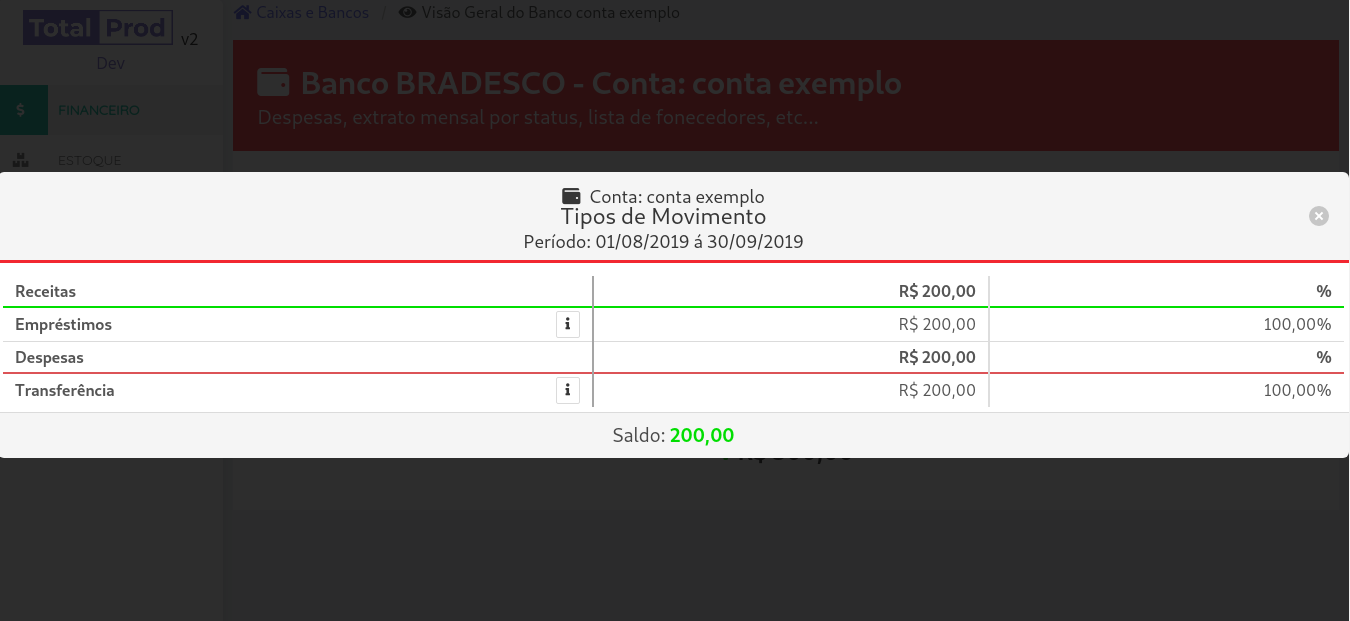 Total Prod v2
Dev
Caixas e Bancos / Visão Geral do Banco conta exemplo
$ FINANCEIRO
ESTOQUE
Banco BRADESCO - Conta: conta exemplo
Despesas, extrato mensal por status, lista de fonecedores, etc...
Conta: conta exemplo
Tipos de Movimento
Período: 01/08/2019 á 30/09/2019
Receitas R$ 200,00 %
Empréstimos R$ 200,00 100,00%
Despesas R$ 200,00 %
Transferência R$ 200,00 100,00%
Saldo: 200,00